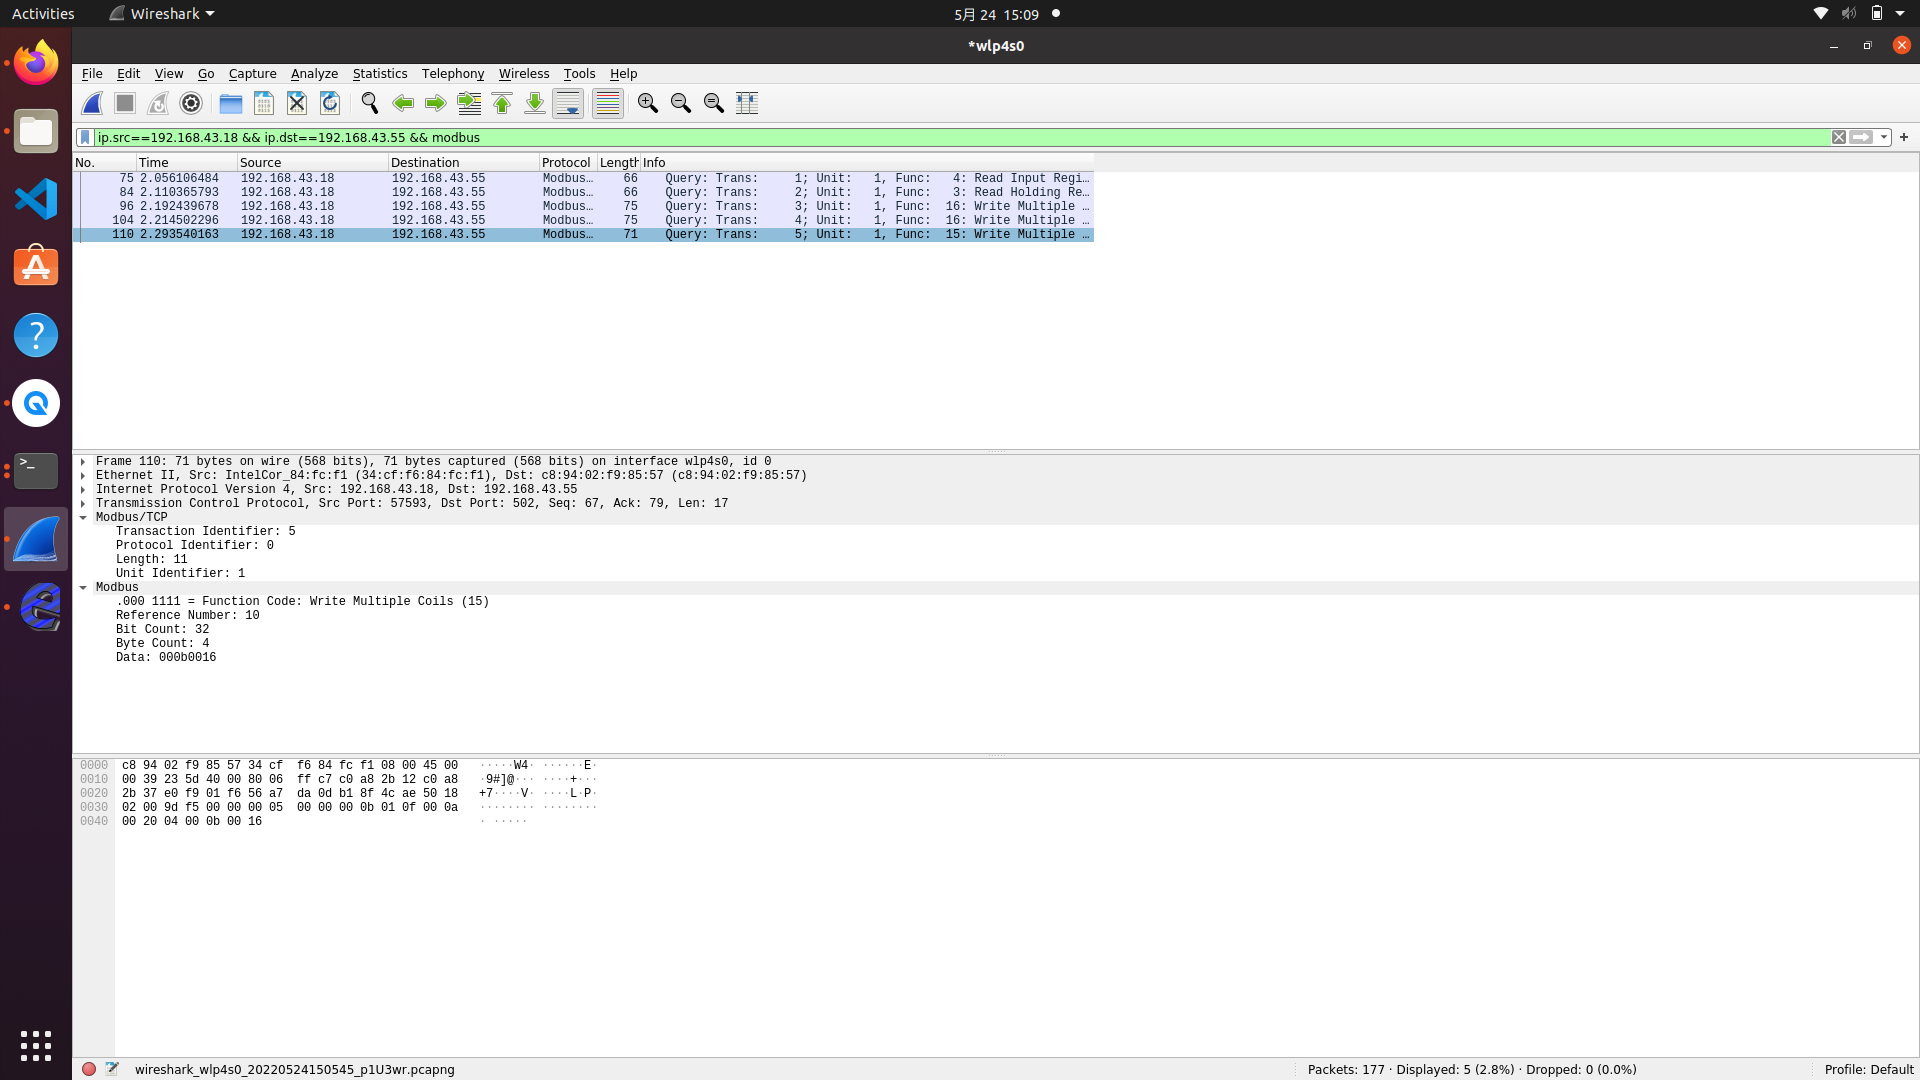 Activities Wireshark 5月 24 15:09
*wlp4s0
File Edit View Go Capture Analyze Statistics Telephony Wireless Tools Help
ip.src==192.168.43.18 && ip.dst==192.168.43.55 && modbus
No. Time Source Destination Protocol Length Info
75 2.056106484 192.168.43.18 192.168.43.55 Modbus… 66 Query: Trans: 1; Unit: 1, Func: 4: Read Input Regi…
84 2.110365793 192.168.43.18 192.168.43.55 Modbus… 66 Query: Trans: 2; Unit: 1, Func: 3: Read Holding Re…
96 2.192439678 192.168.43.18 192.168.43.55 Modbus… 75 Query: Trans: 3; Unit: 1, Func: 16: Write Multiple …
104 2.214502296 192.168.43.18 192.168.43.55 Modbus… 75 Query: Trans: 4; Unit: 1, Func: 16: Write Multiple …
110 2.293540163 192.168.43.18 192.168.43.55 Modbus… 71 Query: Trans: 5; Unit: 1, Func: 15: Write Multiple …
Frame 110: 71 bytes on wire (568 bits), 71 bytes captured (568 bits) on interface wlp4s0, id 0
Ethernet II, Src: IntelCor_84:fc:f1 (34:cf:f6:84:fc:f1), Dst: c8:94:02:f9:85:57 (c8:94:02:f9:85:57)
Internet Protocol Version 4, Src: 192.168.43.18, Dst: 192.168.43.55
Transmission Control Protocol, Src Port: 57593, Dst Port: 502, Seq: 67, Ack: 79, Len: 17
Modbus/TCP
Transaction Identifier: 5
Protocol Identifier: 0
Length: 11
Unit Identifier: 1
Modbus
.000 1111 = Function Code: Write Multiple Coils (15)
Reference Number: 10
Bit Count: 32
Byte Count: 4
Data: 000b0016
0000 c8 94 02 f9 85 57 34 cf f6 84 fc f1 08 00 45 00 ·····W4· ······E·
0010 00 39 23 5d 40 00 80 06 ff c7 c0 a8 2b 12 c0 a8 ·9#]@··· ····+···
0020 2b 37 e0 f9 01 f6 56 a7 da 0d b1 8f 4c ae 50 18 +7····V· ····L·P·
0030 02 00 9d f5 00 00 00 05 00 00 00 0b 01 0f 00 0a ········ ········
0040 00 20 04 00 0b 00 16 · ·····
wireshark_wlp4s0_20220524150545_p1U3wr.pcapng Packets: 177 · Displayed: 5 (2.8%) · Dropped: 0 (0.0%) Profile: Default